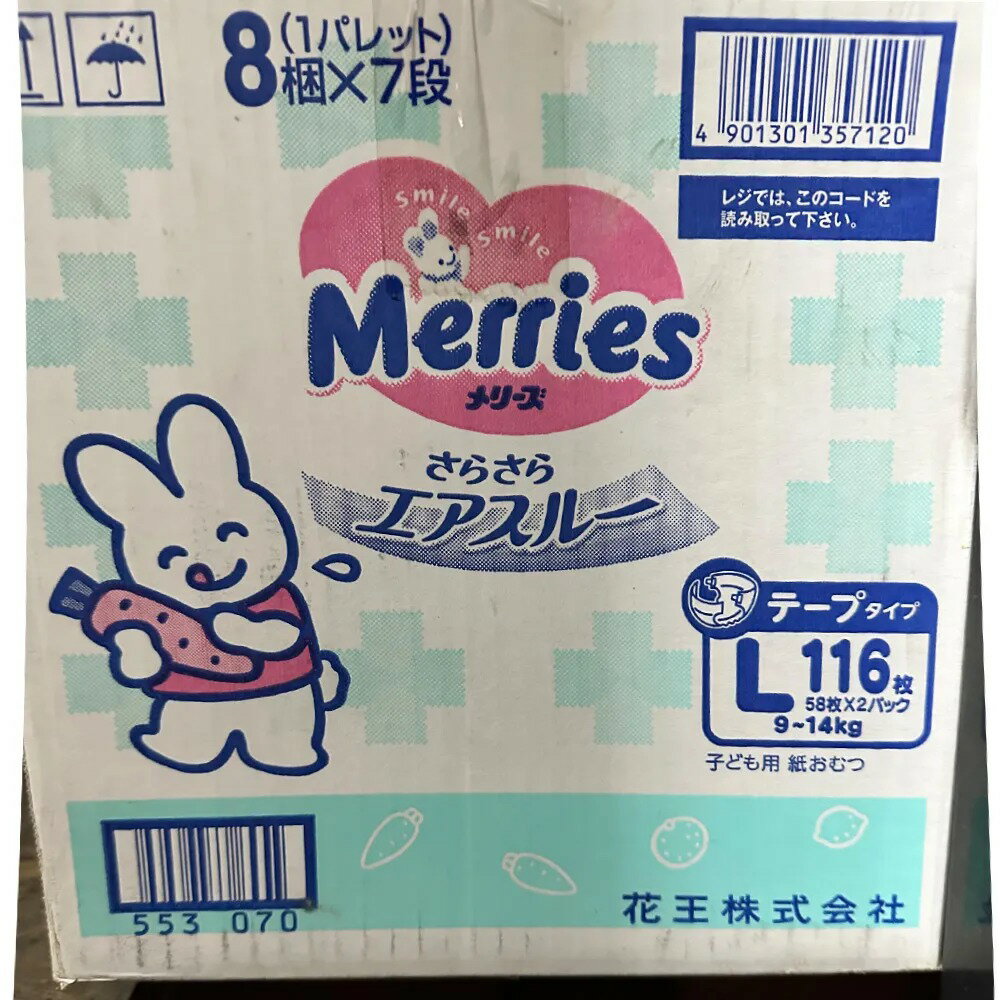 (1パレット)
8梱×7段
4 901301 357120
レジでは、このコードを
読み取って下さい。
Smile Smile
Merries
メリーズ
さらさら
エアスルー
テープタイプ
L 116枚
58枚×2パック
9~14kg
子ども用 紙おむつ
553 070
花王株式会社